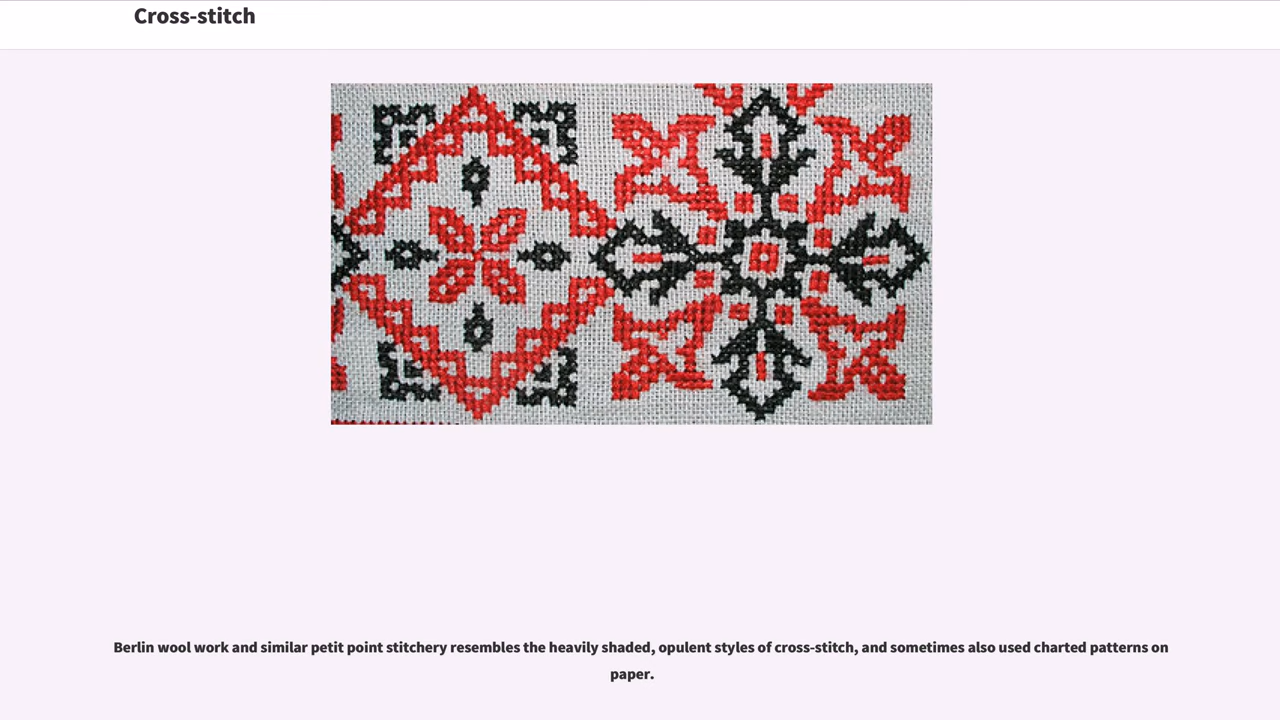 Cross-stitch
Berlin wool work and similar petit point stitchery resembles the heavily shaded, opulent styles of cross-stitch, and sometimes also used charted patterns on
paper.